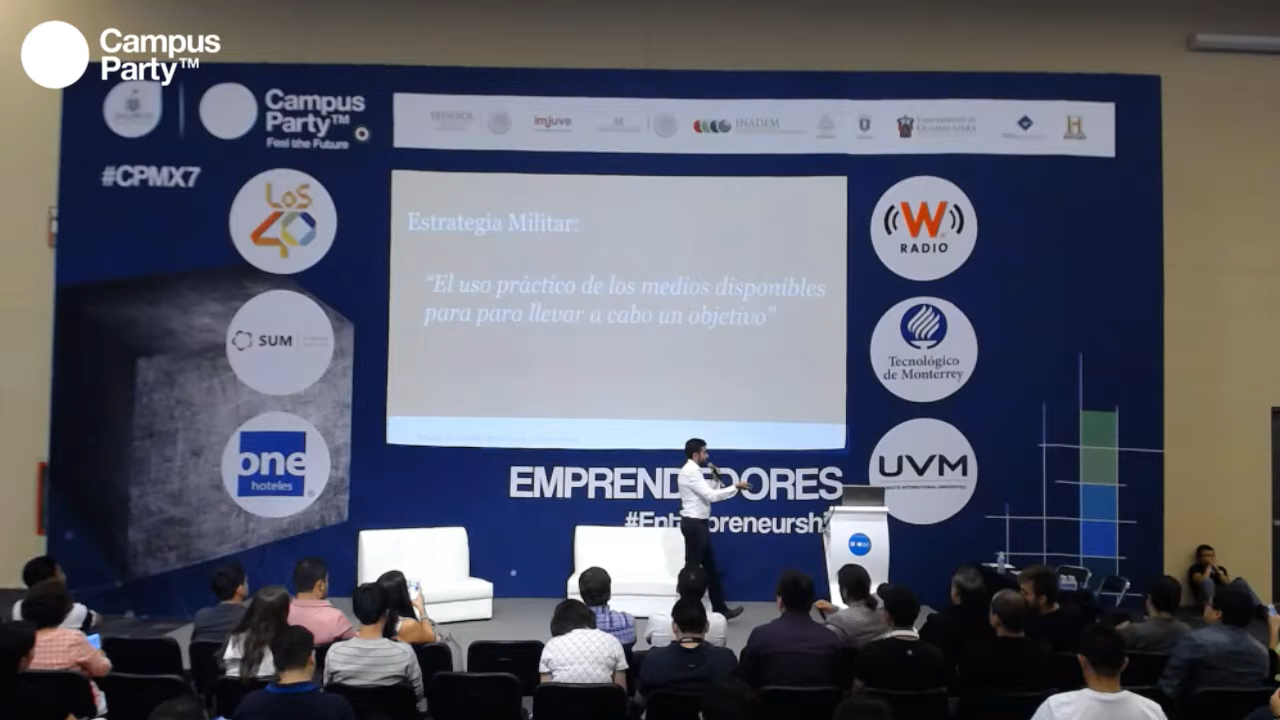 Campus
Party™
Campus
Party™
Feel the Future
imjuve
INADEM
#CPMX7
LOS
40
W
RADIO
Estrategia Militar:
“El uso práctico de los medios disponibles
para para llevar a cabo un objetivo”
SUM
Tecnológico
de Monterrey
one
hoteles
UVM
EMPRENDEDORES
H